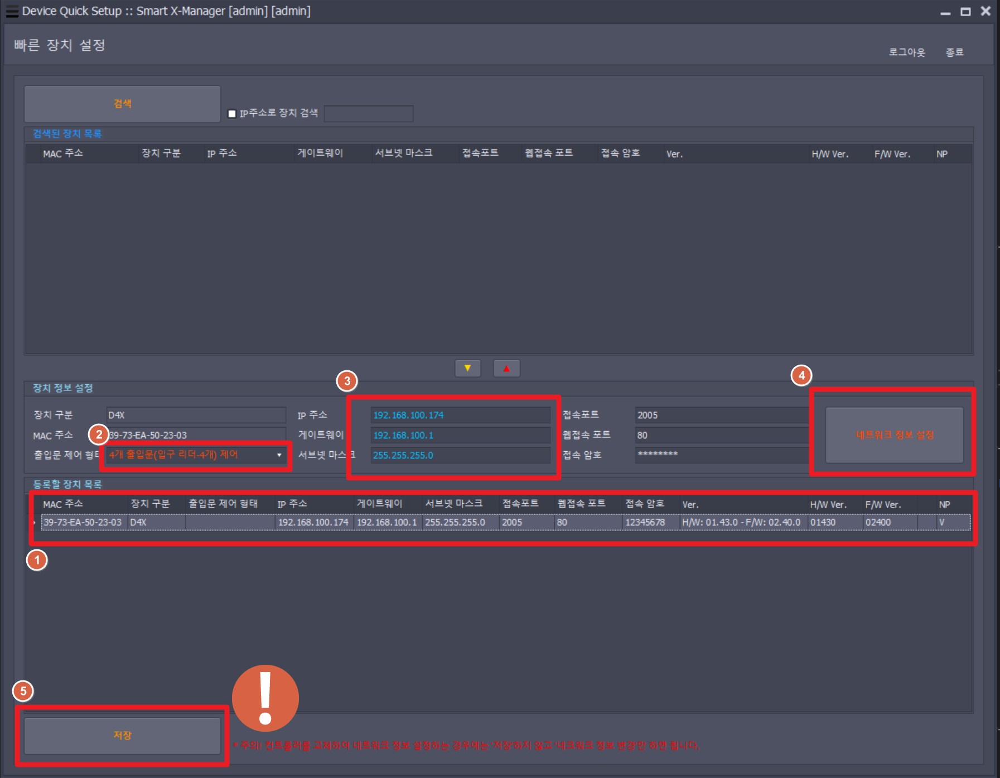 Device Quick Setup :: Smart X-Manager [admin] [admin]
빠른 장치 설정
로그아웃 종료
검색
IP주소로 장치 검색
검색된 장치 목록
MAC 주소 장치 구분 IP 주소 게이트웨이 서브넷 마스크 접속포트 웹접속 포트 접속 암호 Ver. H/W Ver. F/W Ver. NP
3
4
장치 정보 설정
장치 구분 D4X IP 주소 192.168.100.174 접속포트 2005
MAC 주소 2 39-73-EA-50-23-03 게이트웨이 192.168.100.1 웹접속 포트 80
네트워크 정보 설정
출입문 제어 형태 4개 출입문(입구 리더-4개) 제어 서브넷 마스크 255.255.255.0 접속 암호 ********
등록할 장치 목록
MAC 주소 장치 구분 출입문 제어 형태 IP 주소 게이트웨이 서브넷 마스크 접속포트 웹접속 포트 접속 암호 Ver. H/W Ver. F/W Ver. NP
39-73-EA-50-23-03 D4X 192.168.100.174 192.168.100.1 255.255.255.0 2005 80 12345678 H/W: 01.43.0 - F/W: 02.40.0 01430 02400 V
1
5
!
저장
* 주의! 컨트롤러를 교체하여 네트워크 정보 설정하는 경우에는 '저장'하지 않고 '네크워크 정보 변경'만 하면 됩니다.